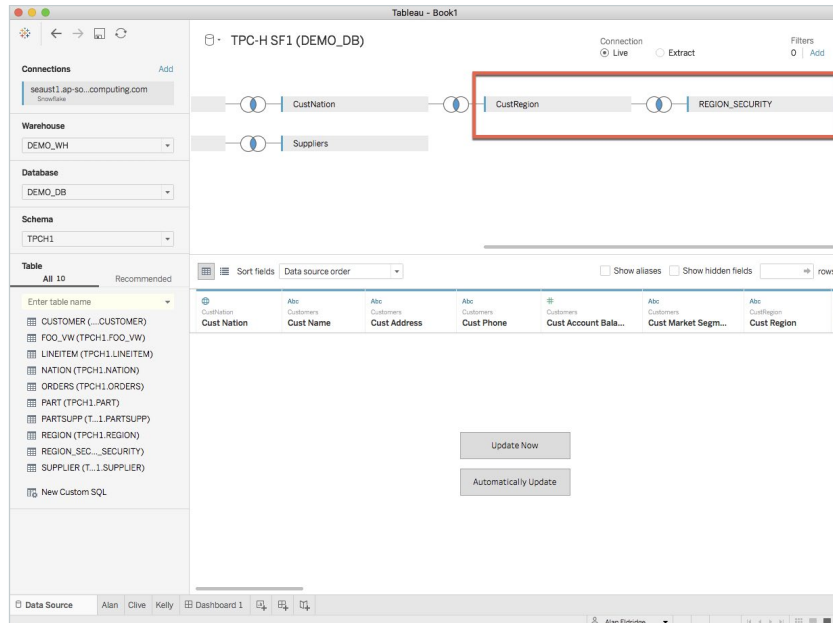 Tableau - Book1
Connections Add
seaust1.ap-so...computing.com
Snowflake
Warehouse
DEMO_WH
Database
DEMO_DB
Schema
TPCH1
Table
All 10 Recommended
Enter table name
CUSTOMER (....CUSTOMER)
FOO_VW (TPCH1.FOO_VW)
LINEITEM (TPCH1.LINEITEM)
NATION (TPCH1.NATION)
ORDERS (TPCH1.ORDERS)
PART (TPCH1.PART)
PARTSUPP (T...1.PARTSUPP)
REGION (TPCH1.REGION)
REGION_SEC..._SECURITY)
SUPPLIER (T...1.SUPPLIER)
New Custom SQL
TPC-H SF1 (DEMO_DB)
Connection
Live Extract
Filters
0 Add
CustNation
CustRegion
REGION_SECURITY
Suppliers
Sort fields Data source order
Show aliases Show hidden fields rows
CustNation
Cust Nation
Abc
Customers
Cust Name
Abc
Customers
Cust Address
Abc
Customers
Cust Phone
#
Customers
Cust Account Bala...
Abc
Customers
Cust Market Segm...
Abc
CustRegion
Cust Region
Update Now
Automatically Update
Data Source Alan Clive Kelly Dashboard 1
Alan Eldridge